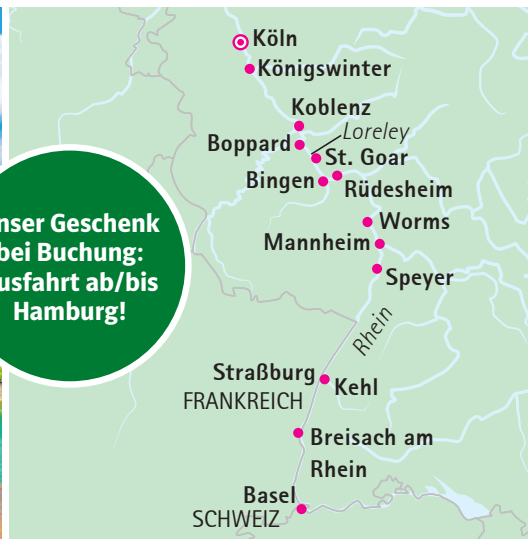 Köln
Königswinter
Koblenz
Loreley
Boppard
St. Goar
Bingen
Rüdesheim
Worms
Mannheim
Speyer
Rhein
Straßburg
FRANKREICH
Kehl
Breisach am
Rhein
Basel
SCHWEIZ
nser Geschenk
bei Buchung:
usfahrt ab/bis
Hamburg!